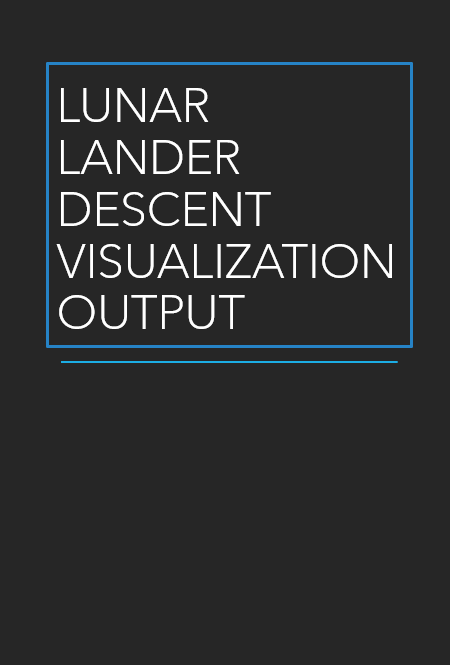 LUNAR
LANDER
DESCENT
VISUALIZATION
OUTPUT